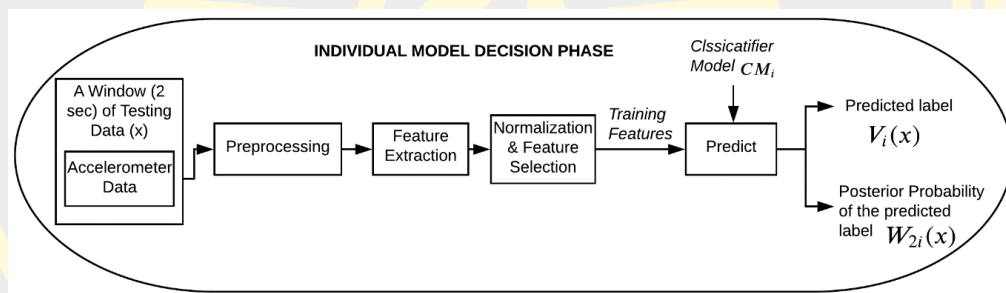 INDIVIDUAL MODEL DECISION PHASE
A Window (2
sec) of Testing
Data (x)
Accelerometer
Data
Preprocessing
Feature
Extraction
Normalization
& Feature
Selection
Training
Features
Clssicatifier
Model CMᵢ
Predict
Predicted label
Vᵢ(x)
Posterior Probability
of the predicted
label W₂ᵢ(x)